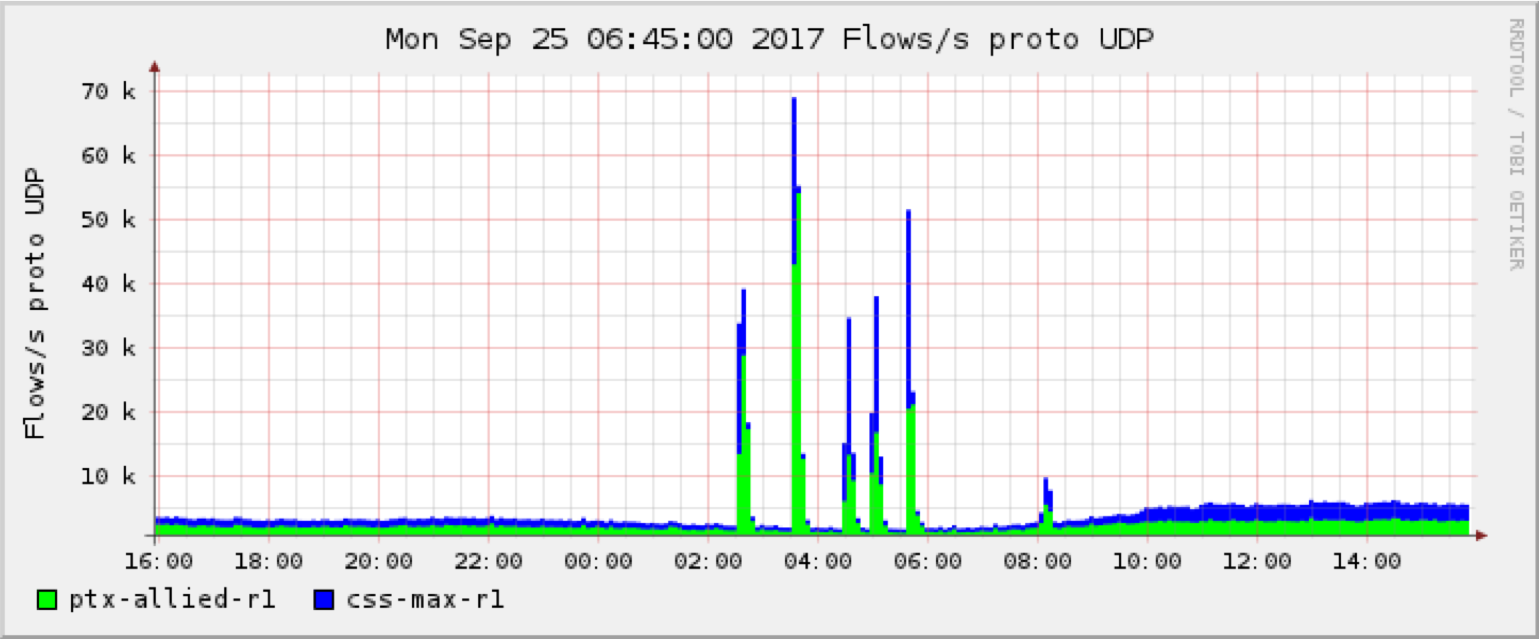 Mon Sep 25 06:45:00 2017 Flows/s proto UDP
RRDTOOL / TOBI OETIKER
Flows/s proto UDP
70 k
60 k
50 k
40 k
30 k
20 k
10 k
16:00 18:00 20:00 22:00 00:00 02:00 04:00 06:00 08:00 10:00 12:00 14:00
ptx-allied-r1 css-max-r1